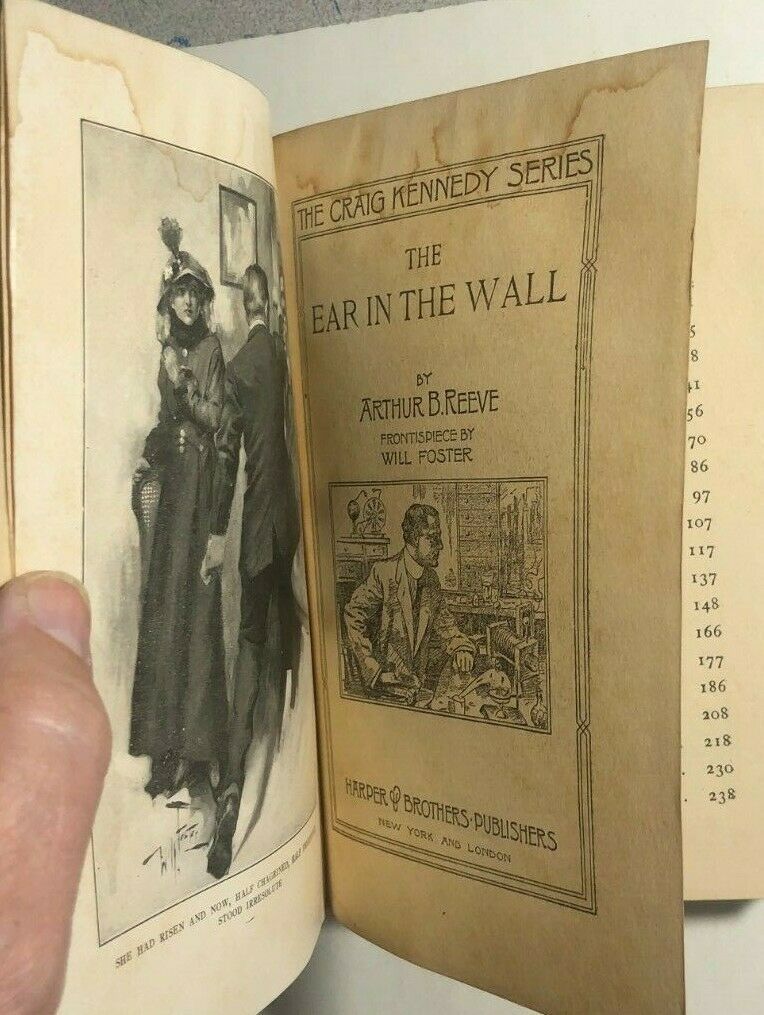 SHE HAD RISEN AND NOW, HALF CHAGRINED, HALF
STOOD IRRESOLUTE
THE CRAIG KENNEDY SERIES
THE
EAR IN THE WALL
BY
ARTHUR B. REEVE
FRONTISPIECE BY
WILL FOSTER
HARPER BROTHERS · PUBLISHERS
NEW YORK AND LONDON
41
56
70
86
97
107
117
137
148
166
177
186
208
218
230
238